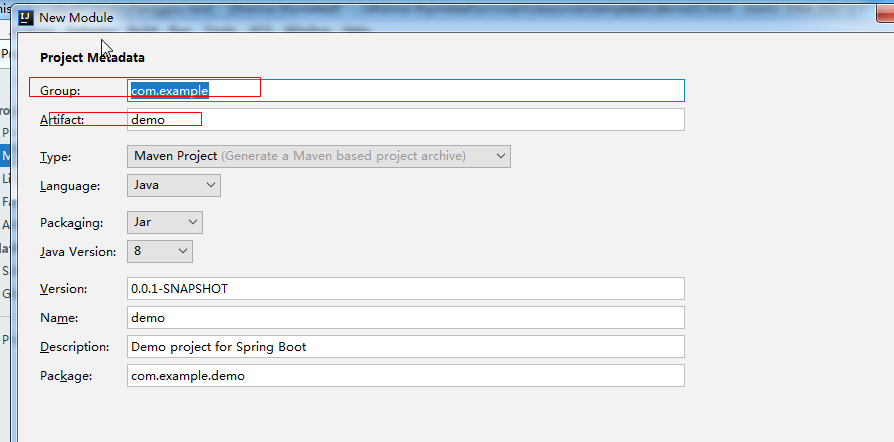 New Module
Project Metadata
Group: com.example
Artifact: demo
Type: Maven Project (Generate a Maven based project archive)
Language: Java
Packaging: Jar
Java Version: 8
Version: 0.0.1-SNAPSHOT
Name: demo
Description: Demo project for Spring Boot
Package: com.example.demo